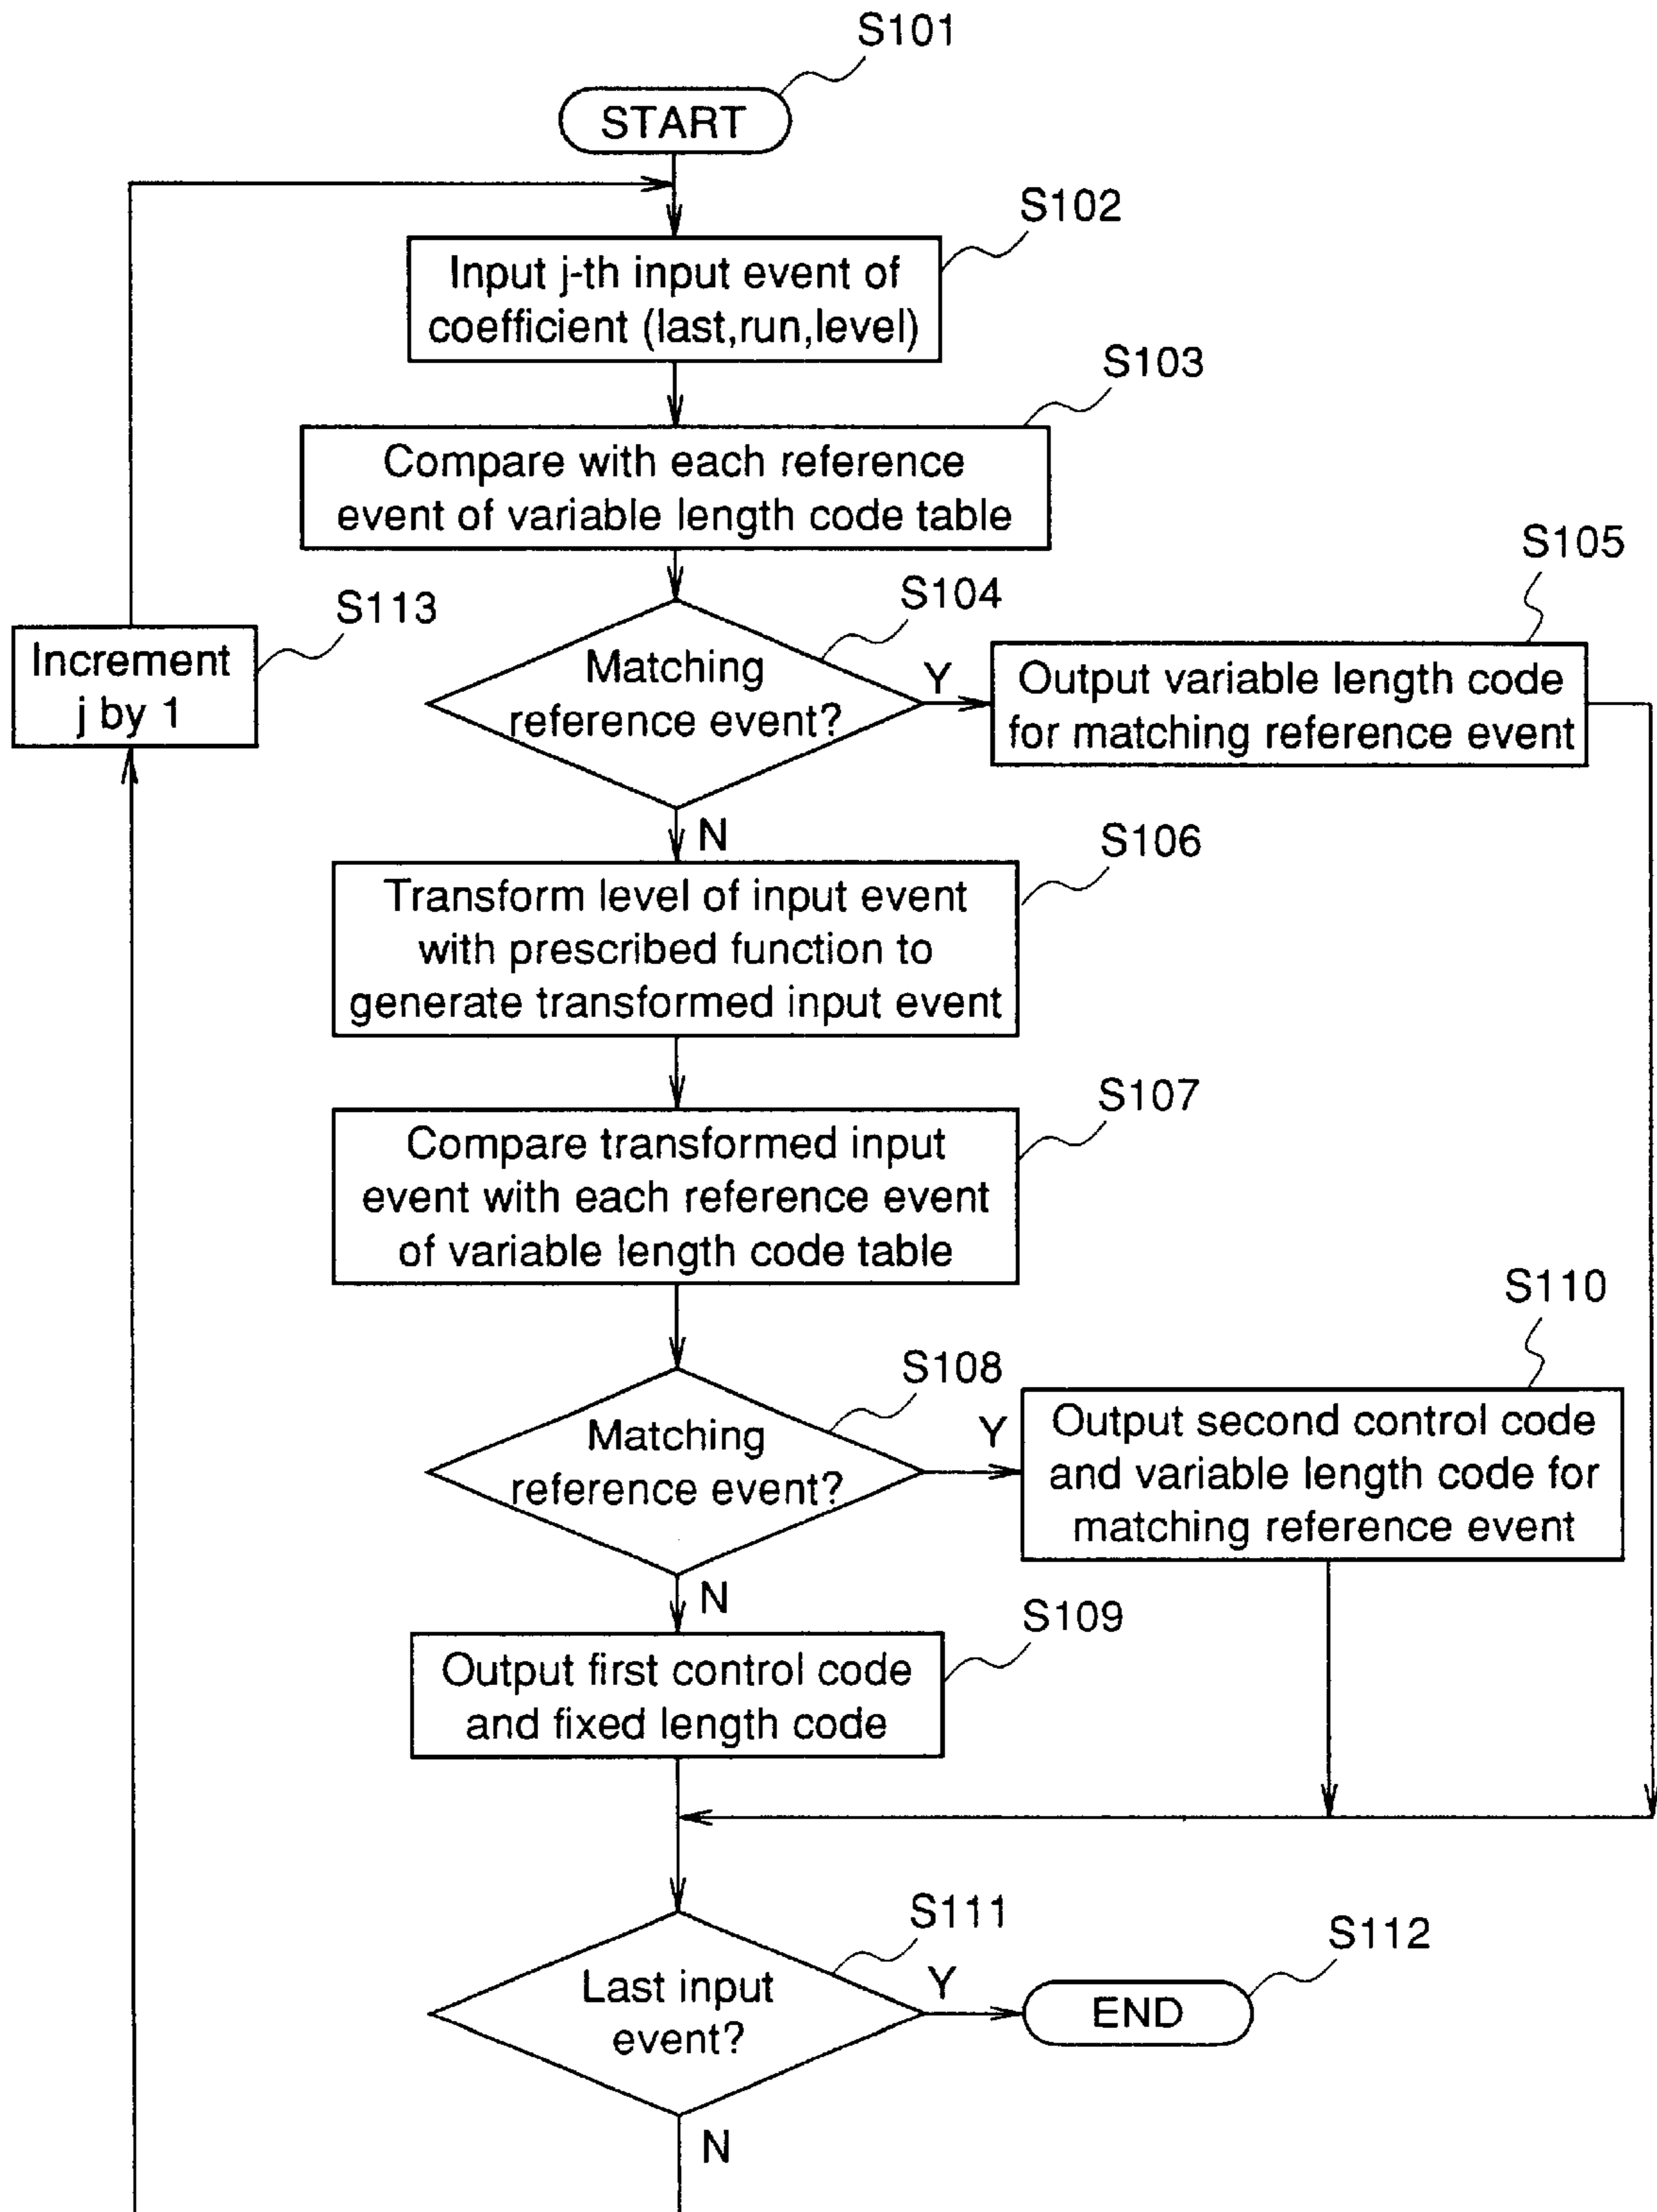 S101
START
S102
Input j-th input event of
coefficient (last,run,level)
S103
Compare with each reference
event of variable length code table
S104
Matching
reference event?
Y
S105
Output variable length code
for matching reference event
S113
Increment
j by 1
N
S106
Transform level of input event
with prescribed function to
generate transformed input event
S107
Compare transformed input
event with each reference event
of variable length code table
S108
Matching
reference event?
Y
S110
Output second control code
and variable length code for
matching reference event
N
S109
Output first control code
and fixed length code
S111
Last input
event?
Y
S112
END
N